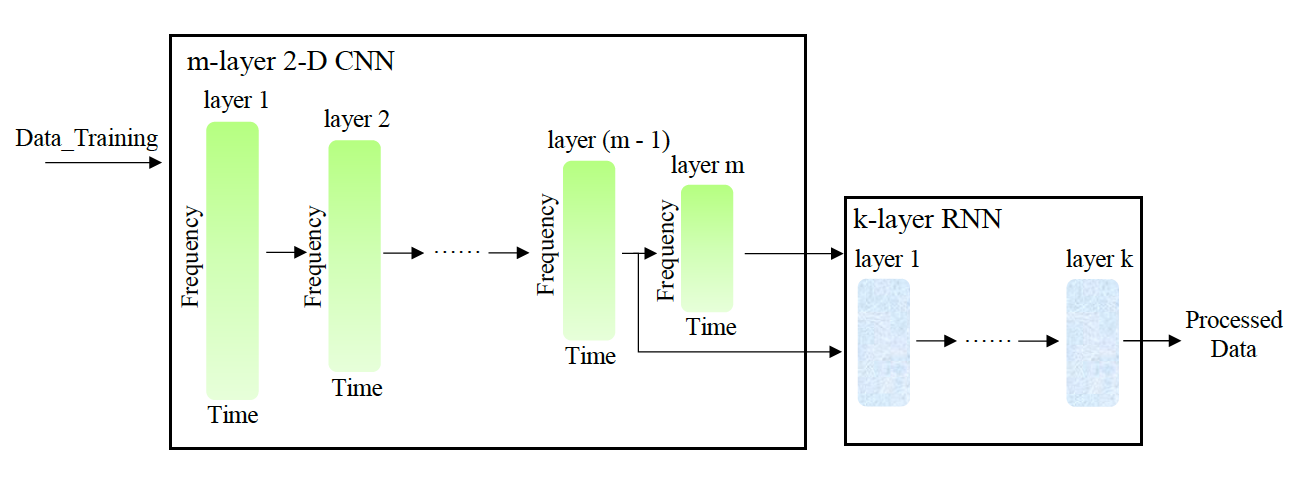 m-layer 2-D CNN
layer 1
layer 2
layer (m - 1)
layer m
Data_Training
Frequency
Frequency
Frequency
Frequency
······
Time
Time
Time
Time
k-layer RNN
layer 1
layer k
······
Processed
Data